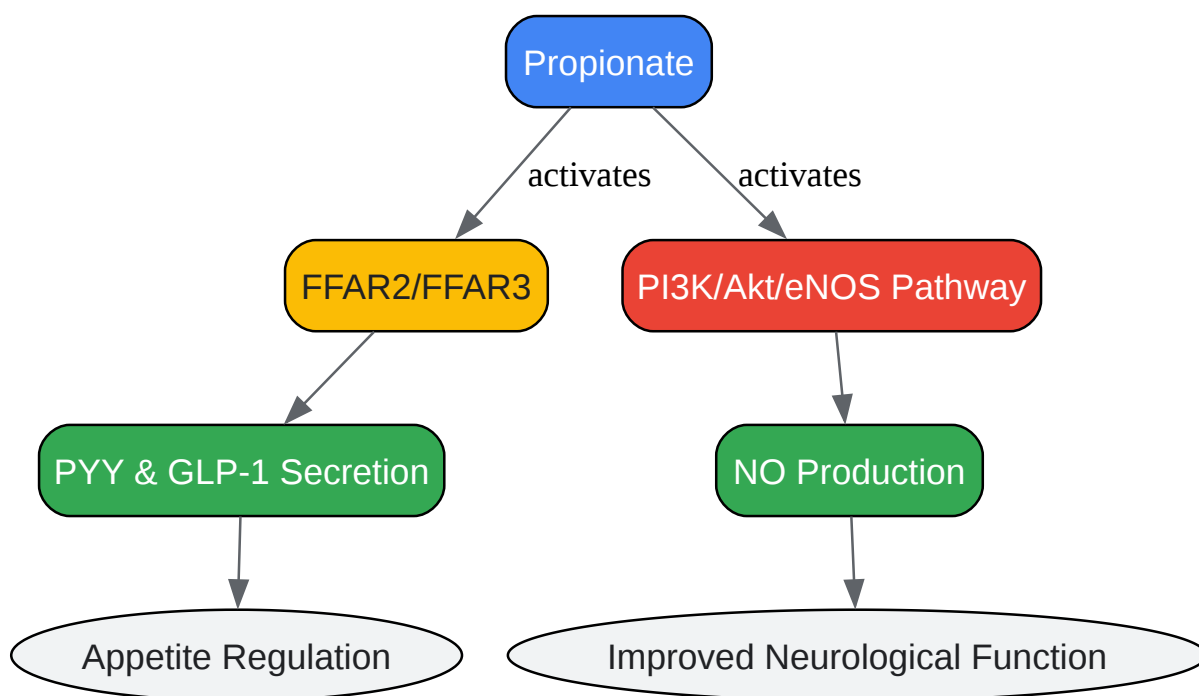 Propionate
activates
activates
FFAR2/FFAR3
PI3K/Akt/eNOS Pathway
PYY & GLP-1 Secretion
NO Production
Appetite Regulation
Improved Neurological Function